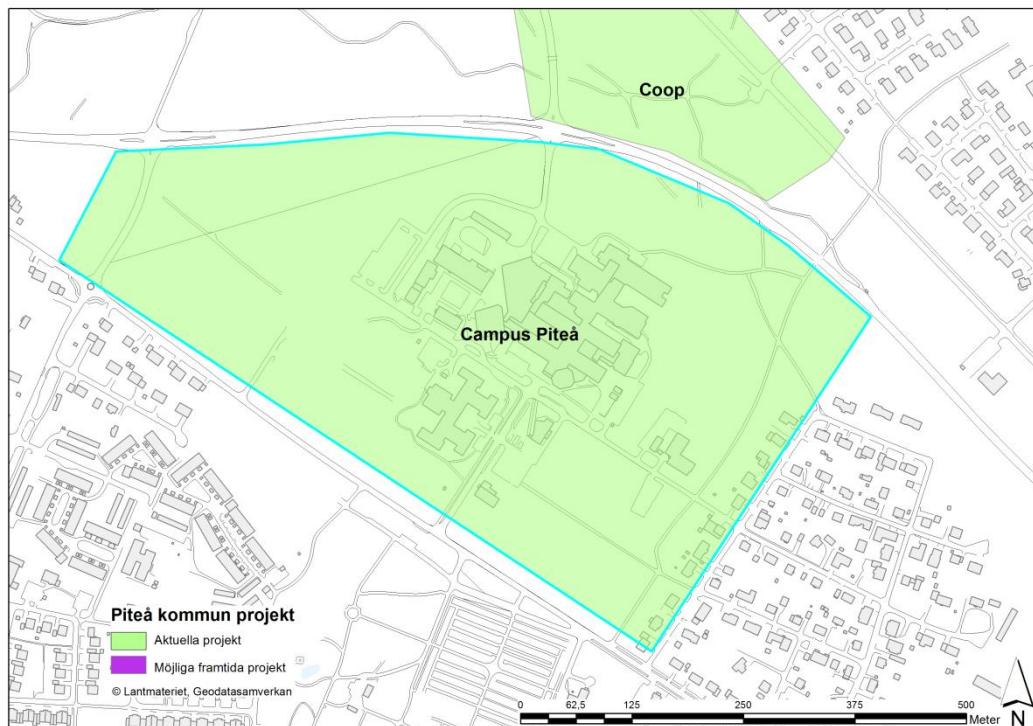 Coop
Campus Piteå
Piteå kommun projekt
Aktuella projekt
Möjliga framtida projekt
© Lantmateriet, Geodatasamverkan
0 62,5 125 250 375 500
Meter
N